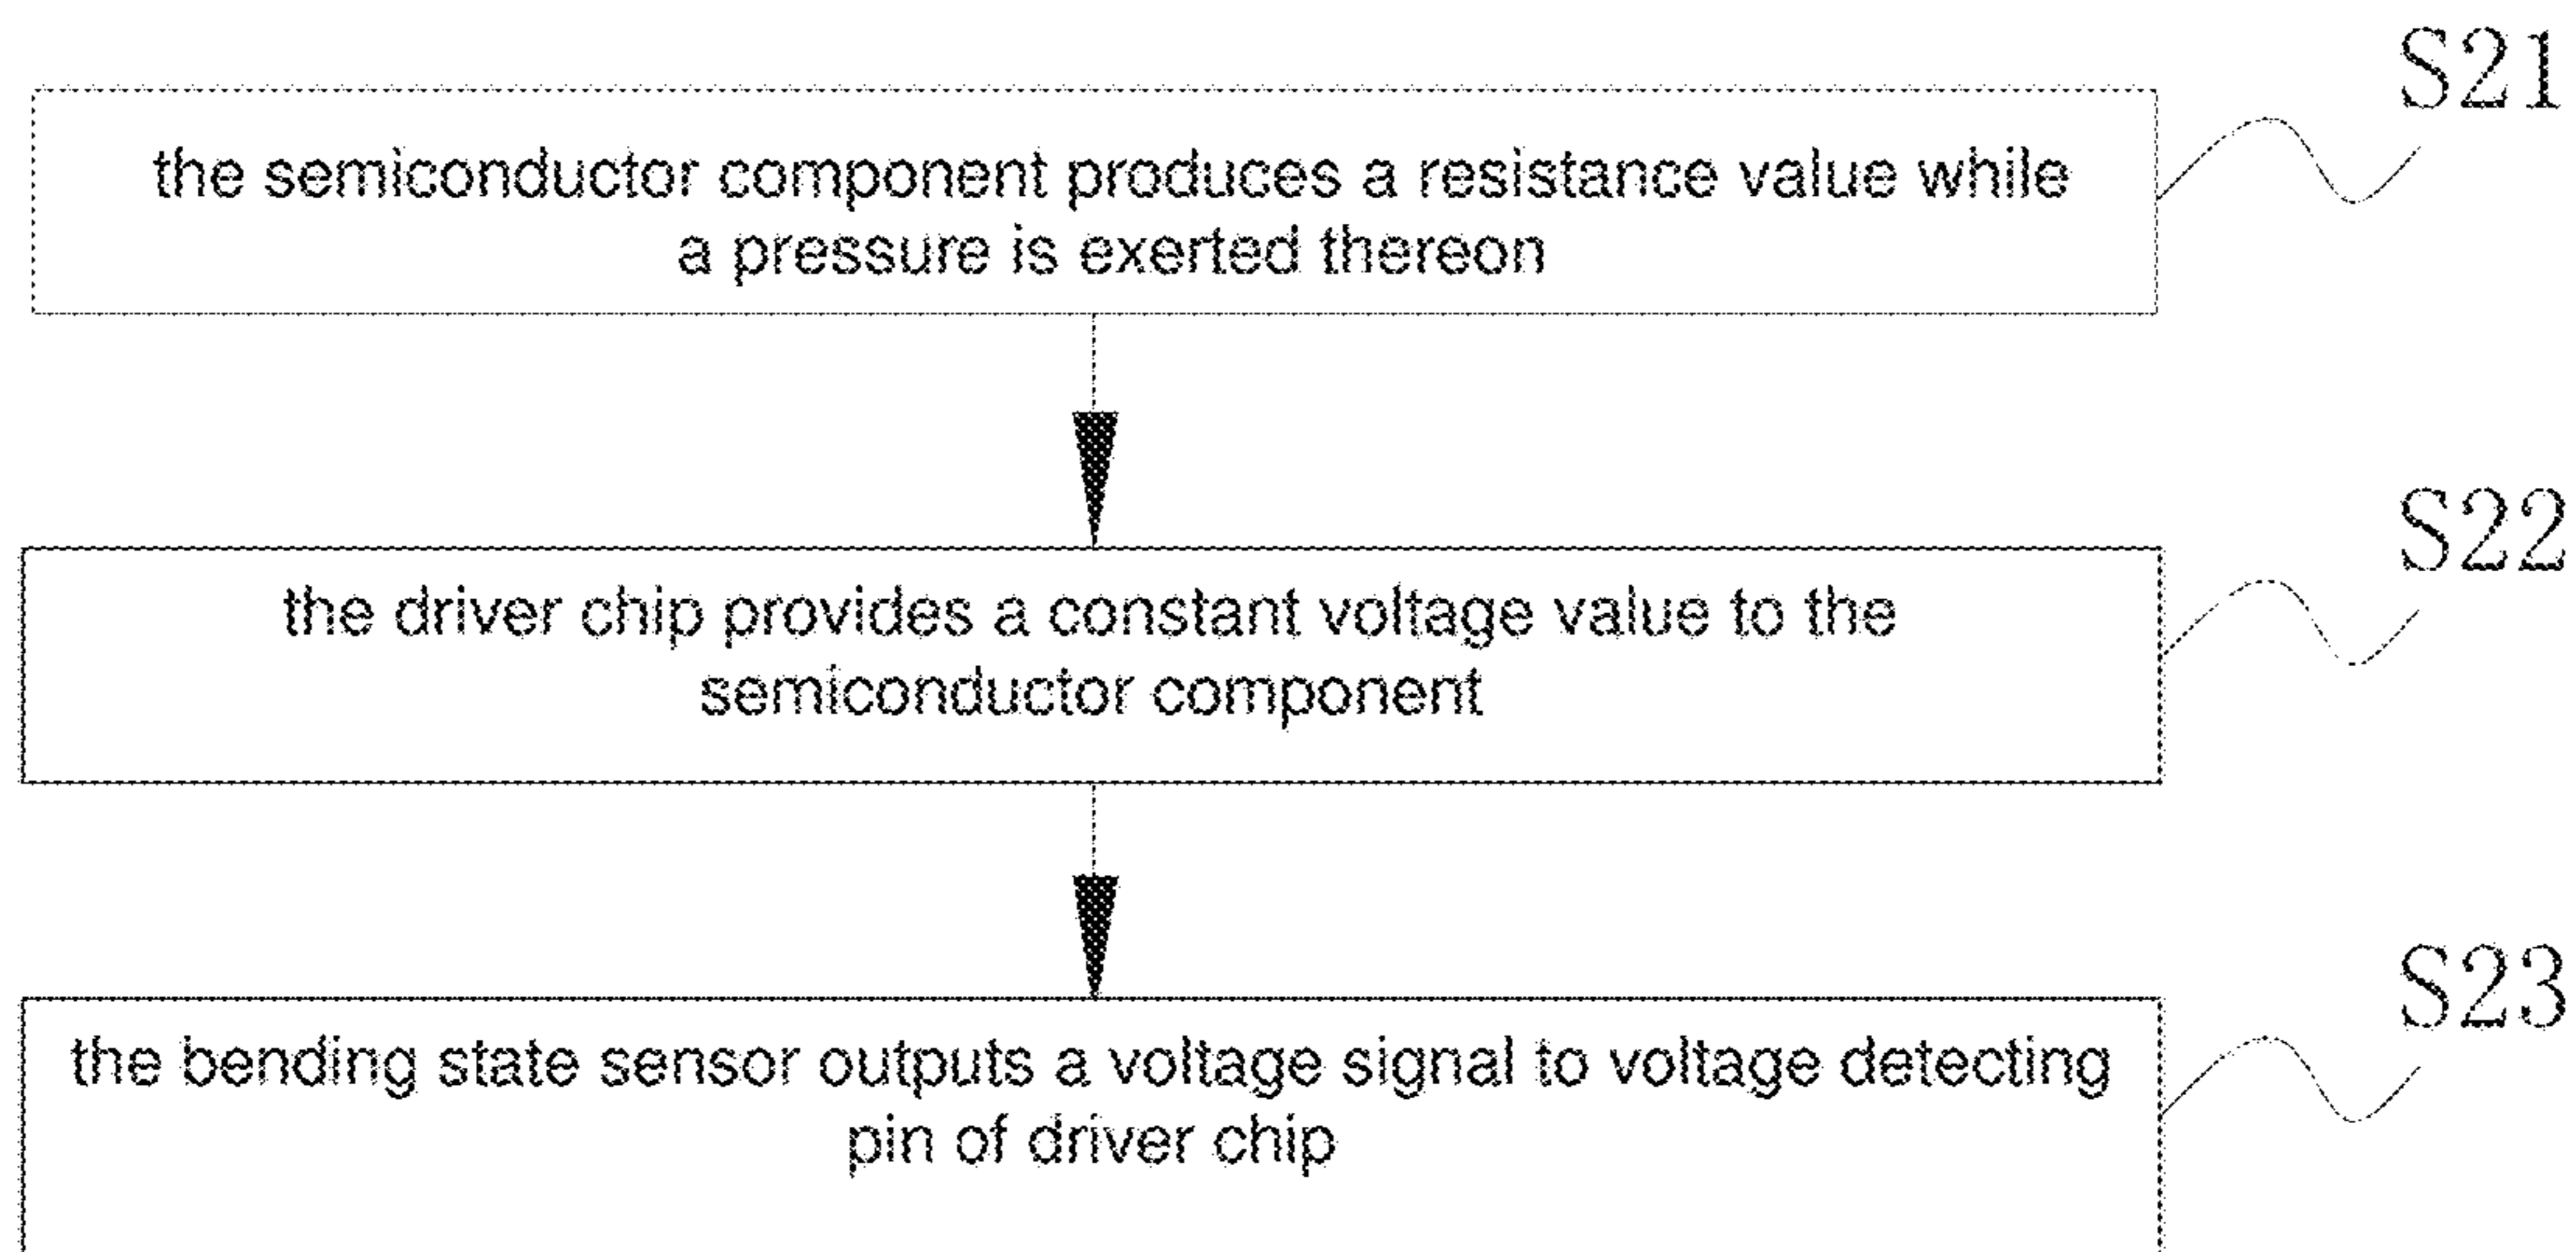 S21
the semiconductor component produces a resistance value while
a pressure is exerted thereon
S22
the driver chip provides a constant voltage value to the
semiconductor component
S23
the bending state sensor outputs a voltage signal to voltage detecting
pin of driver chip